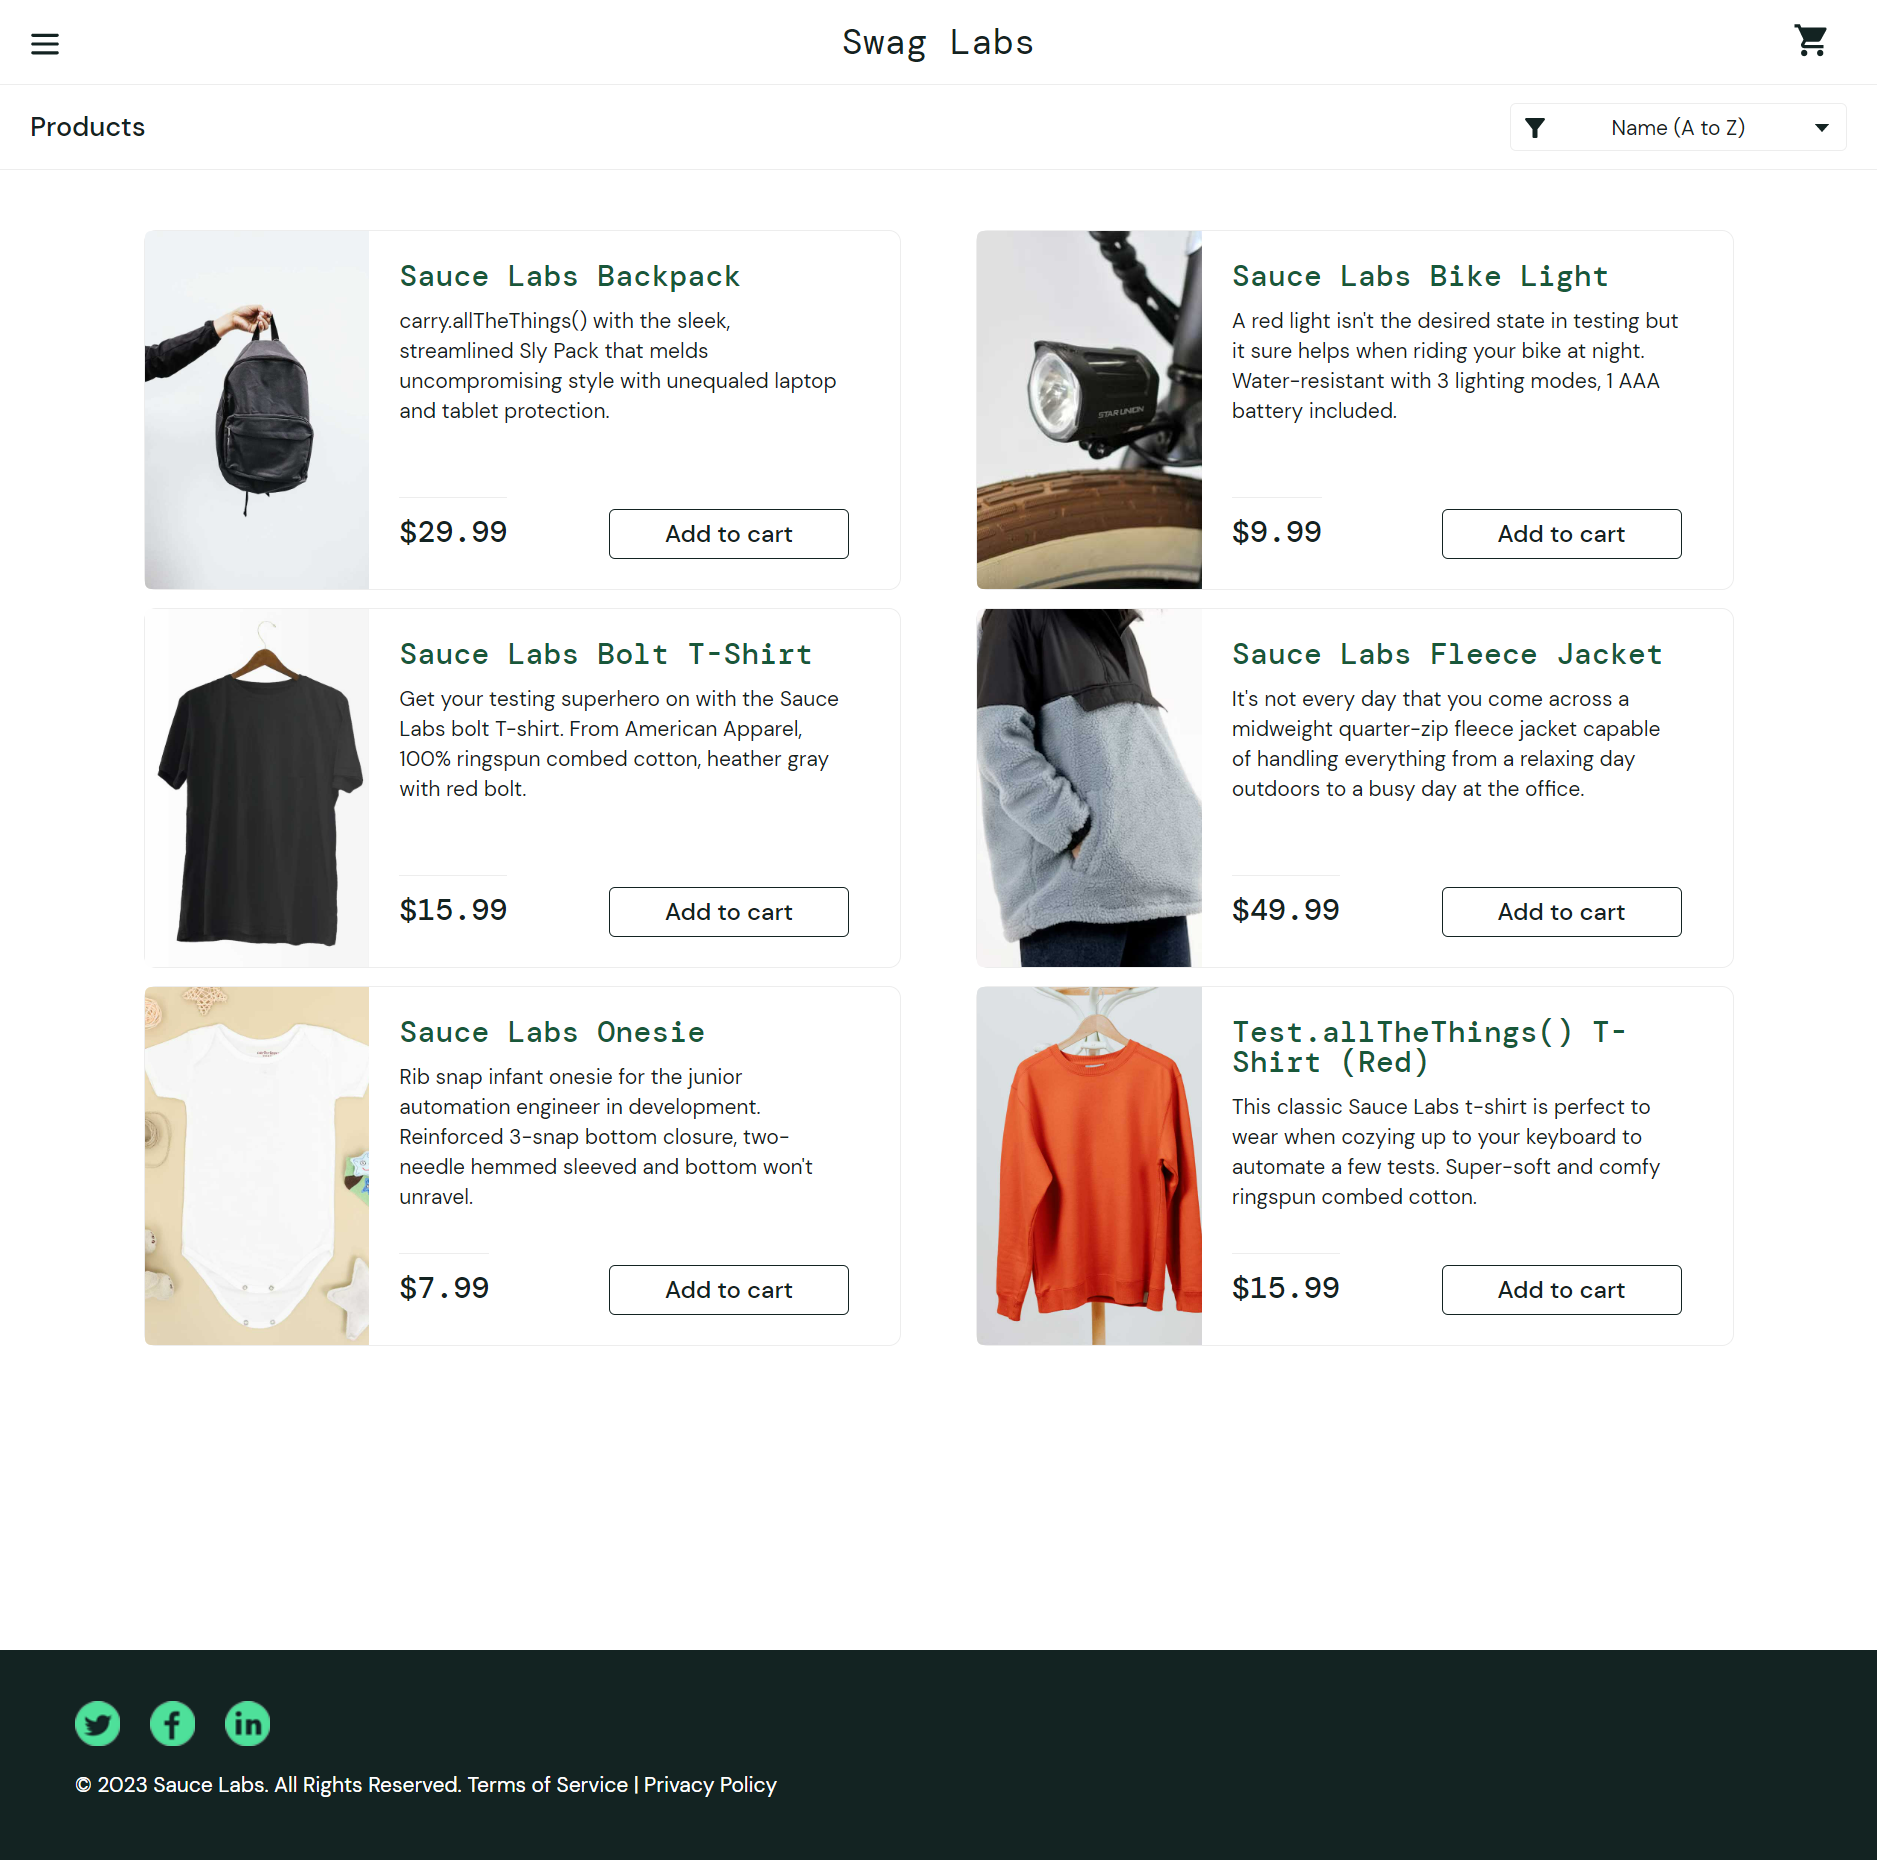 Swag Labs
Products
Name (A to Z)
Sauce Labs Backpack
carry.allTheThings() with the sleek,
streamlined Sly Pack that melds
uncompromising style with unequaled laptop
and tablet protection.
$29.99
Add to cart
Sauce Labs Bike Light
A red light isn't the desired state in testing but
it sure helps when riding your bike at night.
Water-resistant with 3 lighting modes, 1 AAA
battery included.
STAR UNION
$9.99
Add to cart
Sauce Labs Bolt T-Shirt
Get your testing superhero on with the Sauce
Labs bolt T-shirt. From American Apparel,
100% ringspun combed cotton, heather gray
with red bolt.
$15.99
Add to cart
Sauce Labs Fleece Jacket
It's not every day that you come across a
midweight quarter-zip fleece jacket capable
of handling everything from a relaxing day
outdoors to a busy day at the office.
$49.99
Add to cart
Sauce Labs Onesie
Rib snap infant onesie for the junior
automation engineer in development.
Reinforced 3-snap bottom closure, two-
needle hemmed sleeved and bottom won't
unravel.
$7.99
Add to cart
Test.allTheThings() T-
Shirt (Red)
This classic Sauce Labs t-shirt is perfect to
wear when cozying up to your keyboard to
automate a few tests. Super-soft and comfy
ringspun combed cotton.
$15.99
Add to cart
© 2023 Sauce Labs. All Rights Reserved. Terms of Service | Privacy Policy